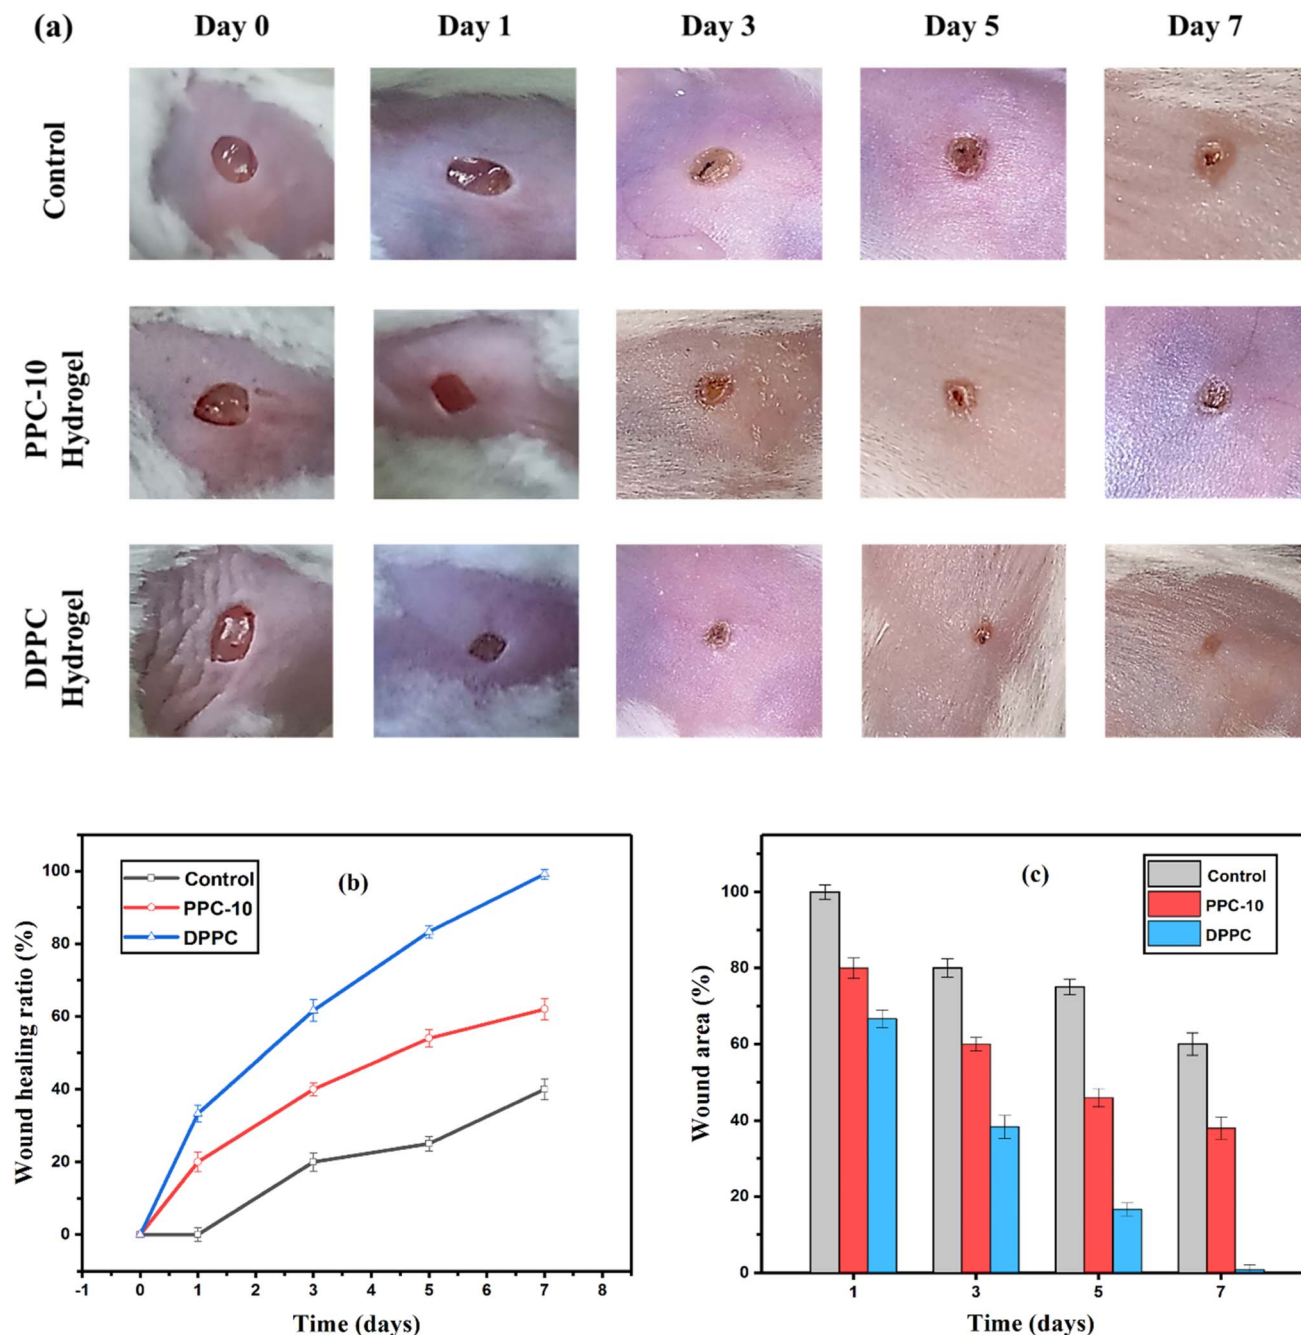 (a) Day 0 Day 1 Day 3 Day 5 Day 7
Control
PPC-10
Hydrogel
DPPC
Hydrogel
(b)
Control
PPC-10
DPPC
Wound healing ratio (%)
100
80
60
40
20
0
-1 0 1 2 3 4 5 6 7 8
Time (days)
(c)
Control
PPC-10
DPPC
Wound area (%)
100
80
60
40
20
0
1 3 5 7
Time (days)